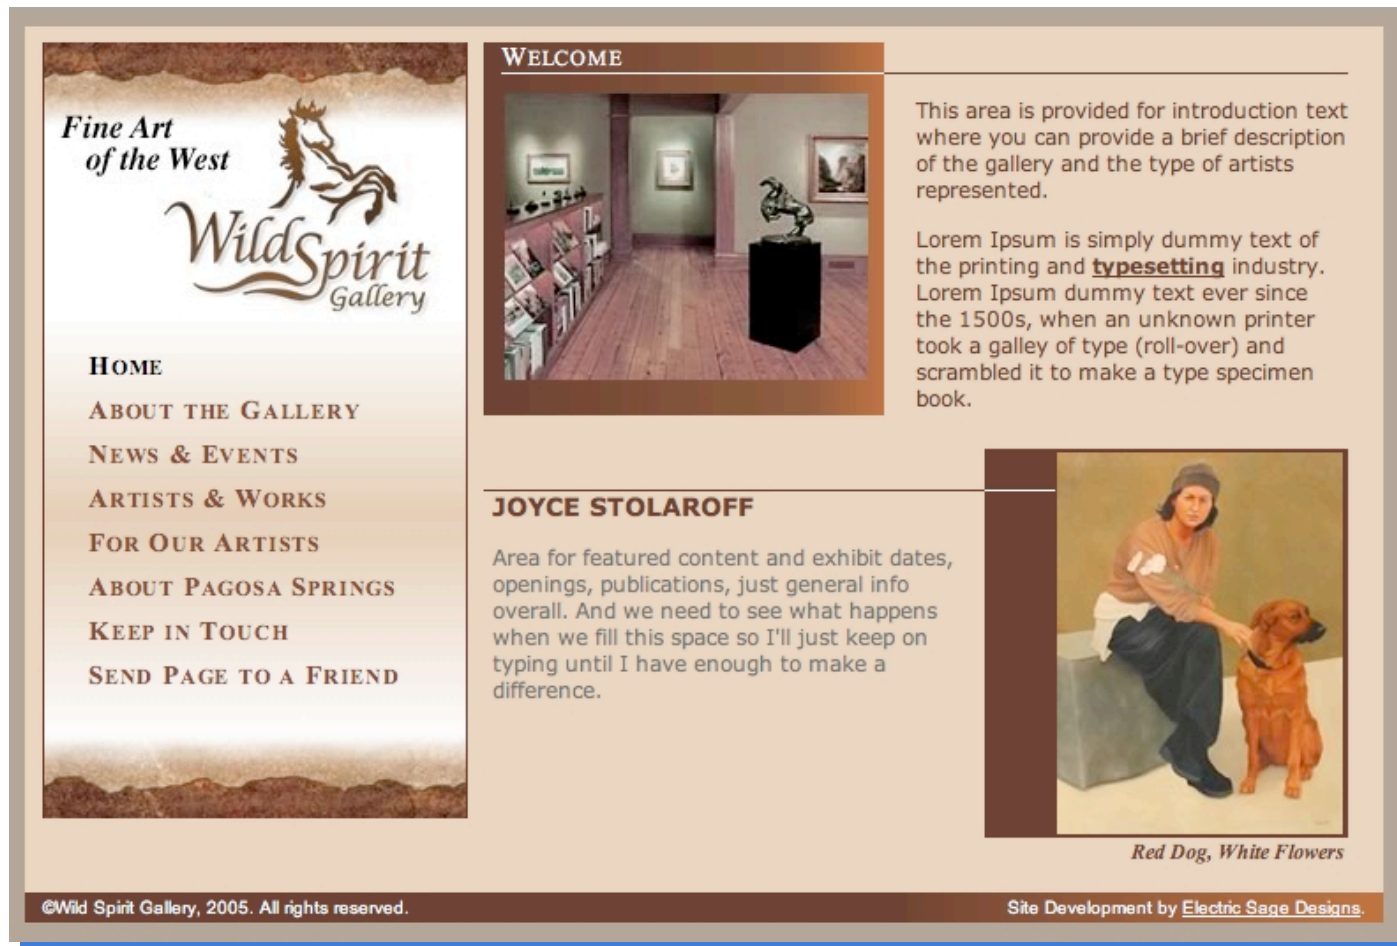 Fine Art
of the West
WildSpirit
Gallery
HOME
ABOUT THE GALLERY
NEWS & EVENTS
ARTISTS & WORKS
FOR OUR ARTISTS
ABOUT PAGOSA SPRINGS
KEEP IN TOUCH
SEND PAGE TO A FRIEND
WELCOME
This area is provided for introduction text
where you can provide a brief description
of the gallery and the type of artists
represented.
Lorem Ipsum is simply dummy text of
the printing and typesetting industry.
Lorem Ipsum dummy text ever since
the 1500s, when an unknown printer
took a galley of type (roll-over) and
scrambled it to make a type specimen
book.
JOYCE STOLAROFF
Area for featured content and exhibit dates,
openings, publications, just general info
overall. And we need to see what happens
when we fill this space so I'll just keep on
typing until I have enough to make a
difference.
Red Dog, White Flowers
©Wild Spirit Gallery, 2005. All rights reserved.
Site Development by Electric Sage Designs.